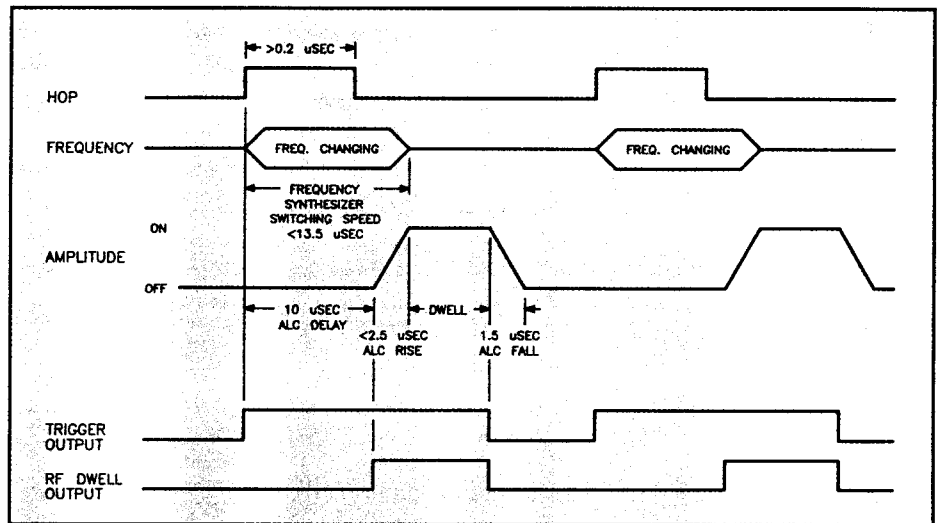 >0.2 uSEC
HOP
FREQUENCY
FREQ. CHANGING
FREQ. CHANGING
FREQUENCY
SYNTHESIZER
SWITCHING SPEED
<13.5 uSEC
ON
AMPLITUDE
OFF
10 uSEC
ALC DELAY
<2.5 uSEC
ALC RISE
DWELL
1.5 uSEC
ALC FALL
TRIGGER
OUTPUT
RF DWELL
OUTPUT